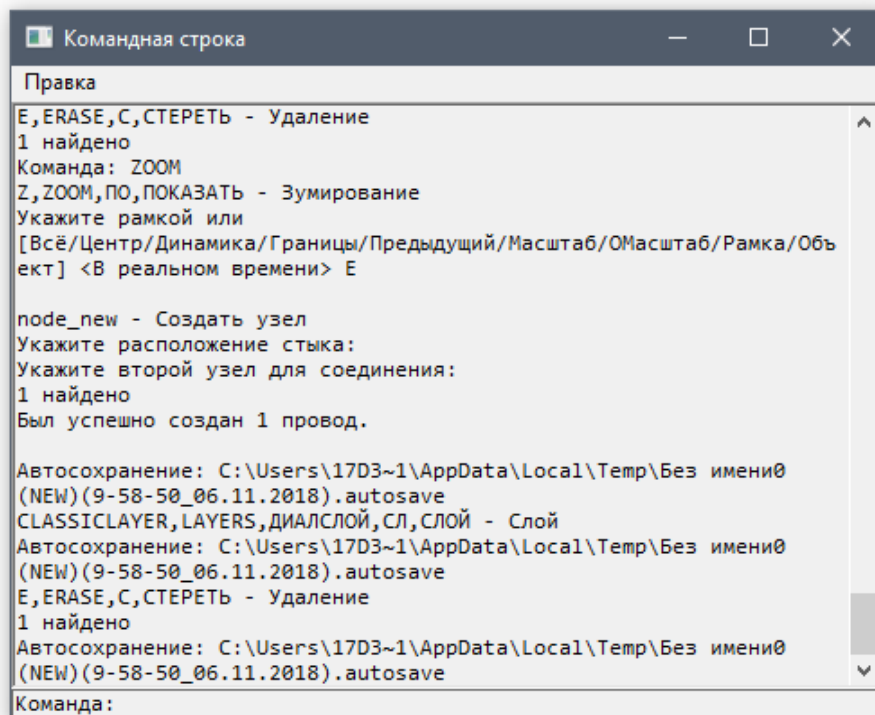 Командная строка
Правка
E,ERASE,С,СТЕРЕТЬ - Удаление
1 найдено
Команда: ZOOM
Z,ZOOM,ПО,ПОКАЗАТЬ - Зумирование
Укажите рамкой или
[Всё/Центр/Динамика/Границы/Предыдущий/Масштаб/ОМасштаб/Рамка/Объ
ект] <В реальном времени> E
node_new - Создать узел
Укажите расположение стыка:
Укажите второй узел для соединения:
1 найдено
Был успешно создан 1 провод.
Автосохранение: C:\Users\17D3~1\AppData\Local\Temp\Без имени0
(NEW)(9-58-50_06.11.2018).autosave
CLASSICLAYER,LAYERS,ДИАЛСЛОЙ,СЛ,СЛОЙ - Слой
Автосохранение: C:\Users\17D3~1\AppData\Local\Temp\Без имени0
(NEW)(9-58-50_06.11.2018).autosave
E,ERASE,С,СТЕРЕТЬ - Удаление
1 найдено
Автосохранение: C:\Users\17D3~1\AppData\Local\Temp\Без имени0
(NEW)(9-58-50_06.11.2018).autosave
Команда: